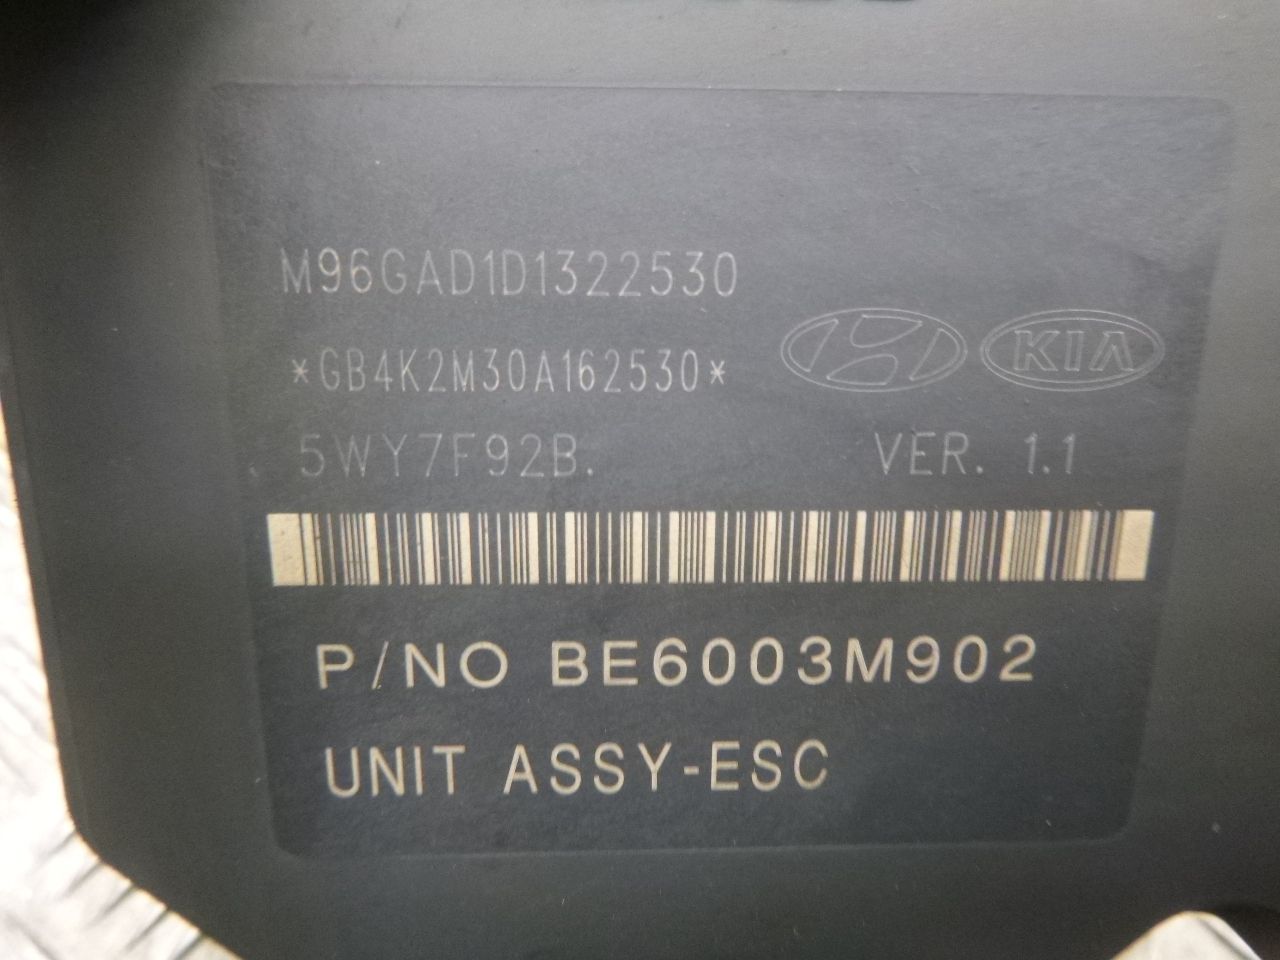 M96GAD1D1322530
*GB4K2M30A162530*
KIA
5WY7F92B. VER. 1.1
P/NO BE6003M902
UNIT ASSY-ESC